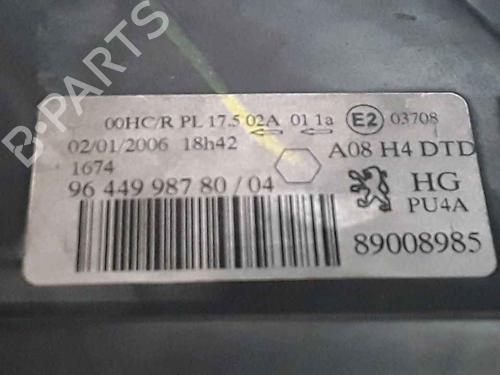 00HC/R PL 17.5 02A 01 1a E2 03708
02/01/2006 18h42 A08 H4 DTD
1674
96 449 987 80/04 HG
PU4A
89008985
B-PARTS